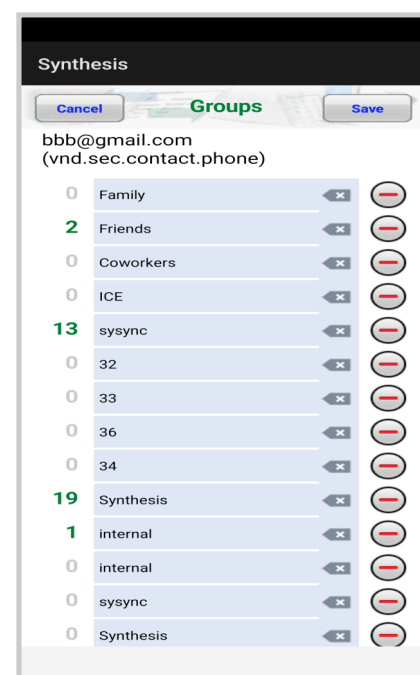 Synthesis
Cancel Groups Save
bbb@gmail.com
(vnd.sec.contact.phone)
0 Family
2 Friends
0 Coworkers
0 ICE
13 sysync
0 32
0 33
0 36
0 34
19 Synthesis
1 internal
0 internal
0 sysync
0 Synthesis